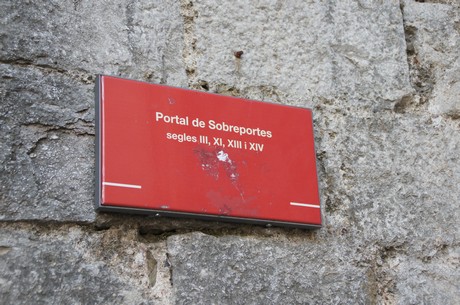 Portal de Sobreportes
segles III, XI, XIII i XIV